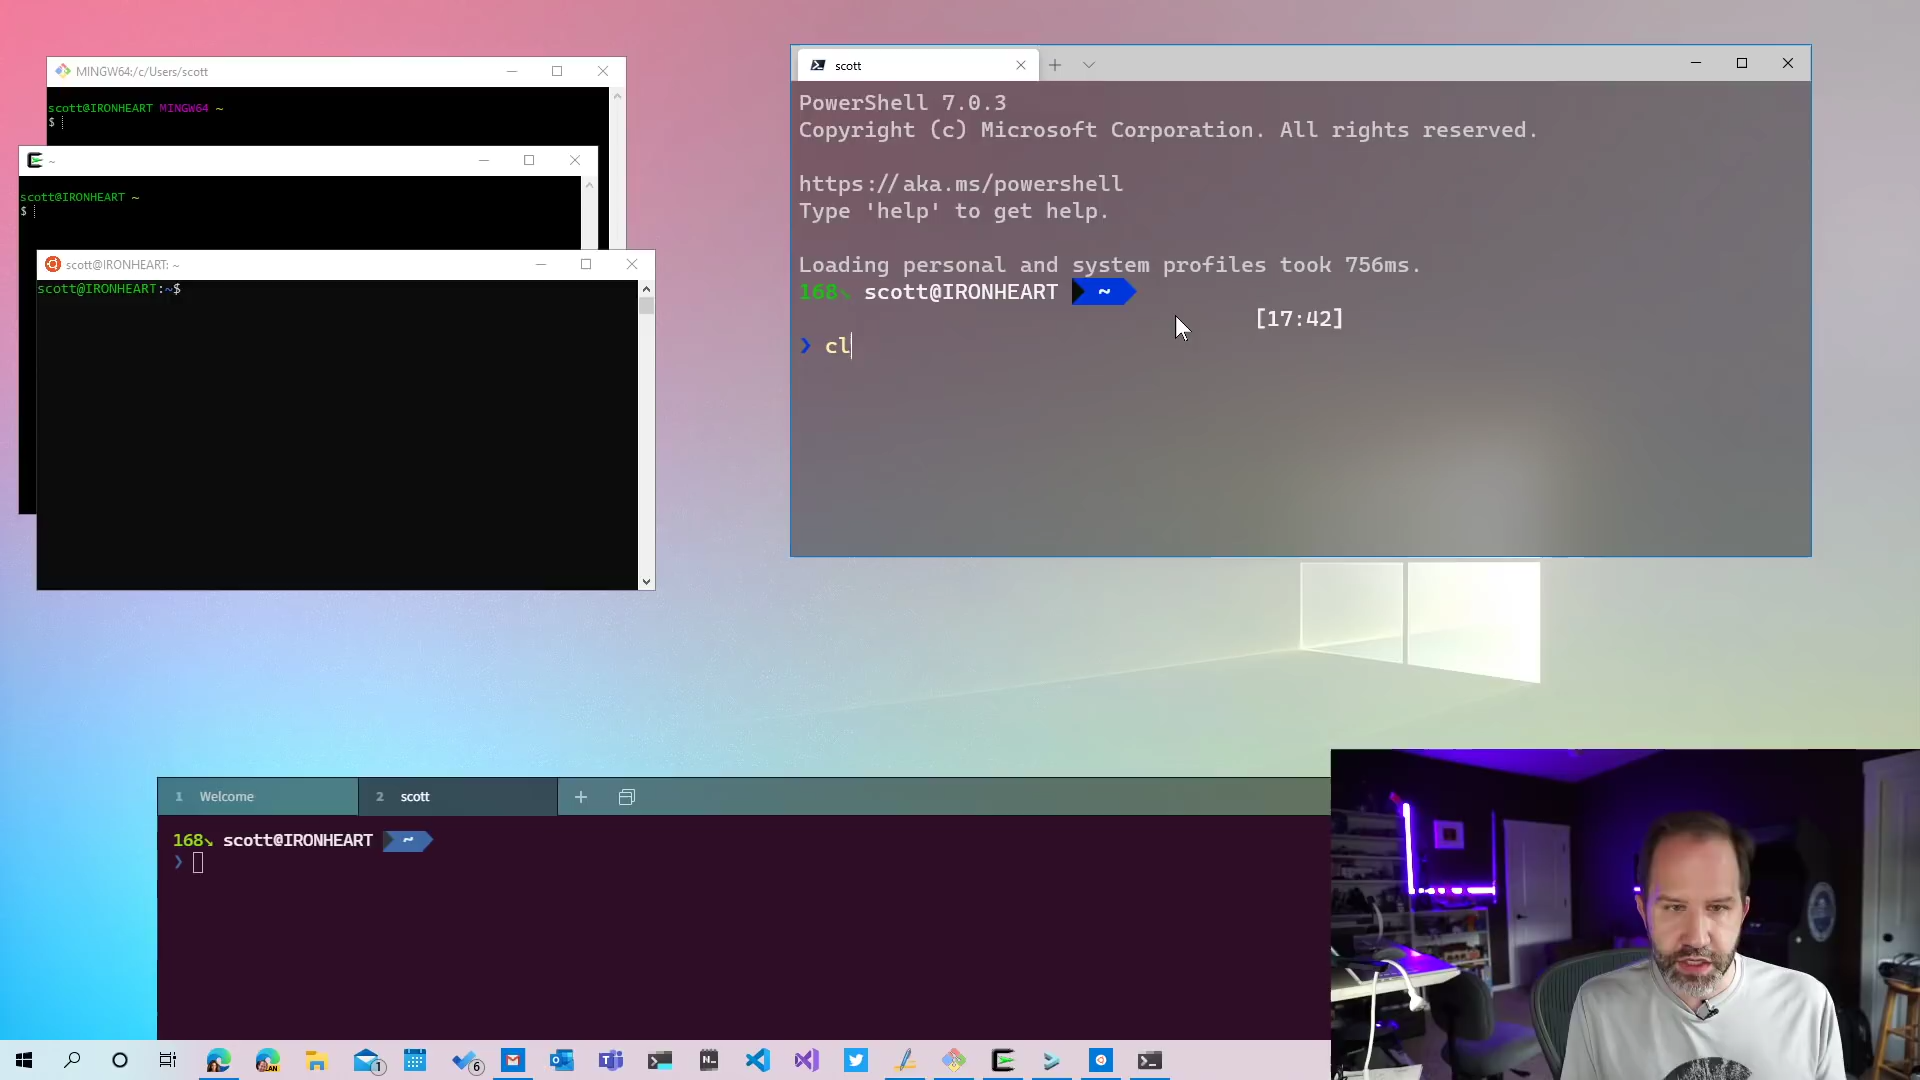 MINGW64:/c/Users/scott
scott@IRONHEART MINGW64 ~
$
~
scott@IRONHEART ~
$
scott@IRONHEART: ~
scott@IRONHEART:~$
scott
PowerShell 7.0.3
Copyright (c) Microsoft Corporation. All rights reserved.
https://aka.ms/powershell
Type 'help' to get help.
Loading personal and system profiles took 756ms.
168↘ scott@IRONHEART ~
[17:42]
❯ cl
1 Welcome
2 scott
168↘ scott@IRONHEART ~
❯
1
6